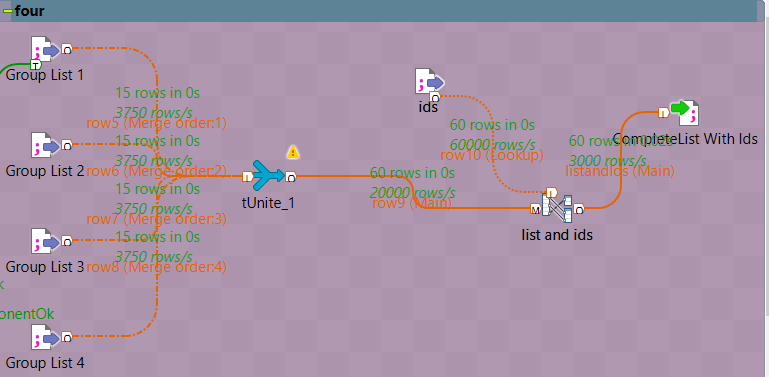 four
Group List 1
15 rows in 0s
3750 rows/s
row5 (Merge order:1)
15 rows in 0s
3750 rows/s
Group List 2
row6 (Merge order:2)
15 rows in 0s
3750 rows/s
row7 (Merge order:3)
15 rows in 0s
3750 rows/s
Group List 3
row8 (Merge order:4)
onentOk
Group List 4
tUnite_1
60 rows in 0s
20000 rows/s
row9 (Main)
ids
60 rows in 0s
60000 rows/s
row10 (Lookup)
list and ids
60 rows in
3000 rows/s
listandids (Main)
CompleteList With Ids
T
O
O
O
O
I
O
O
M
I
O
I